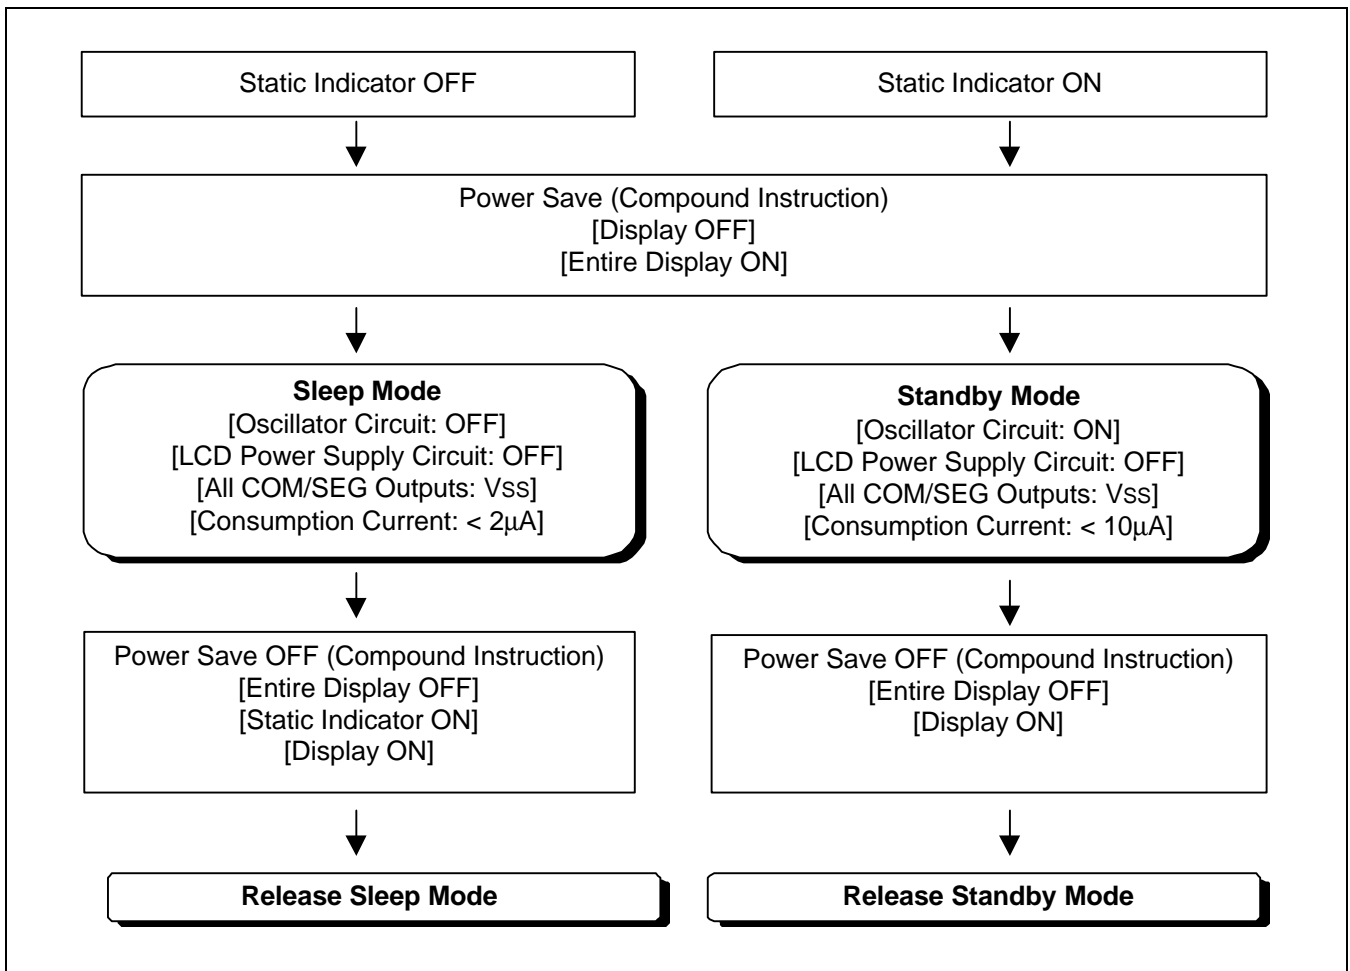 Static Indicator OFF
Static Indicator ON
Power Save (Compound Instruction)
[Display OFF]
[Entire Display ON]
Sleep Mode
[Oscillator Circuit: OFF]
[LCD Power Supply Circuit: OFF]
[All COM/SEG Outputs: VSS]
[Consumption Current: < 2μA]
Standby Mode
[Oscillator Circuit: ON]
[LCD Power Supply Circuit: OFF]
[All COM/SEG Outputs: VSS]
[Consumption Current: < 10μA]
Power Save OFF (Compound Instruction)
[Entire Display OFF]
[Static Indicator ON]
[Display ON]
Power Save OFF (Compound Instruction)
[Entire Display OFF]
[Display ON]
Release Sleep Mode
Release Standby Mode